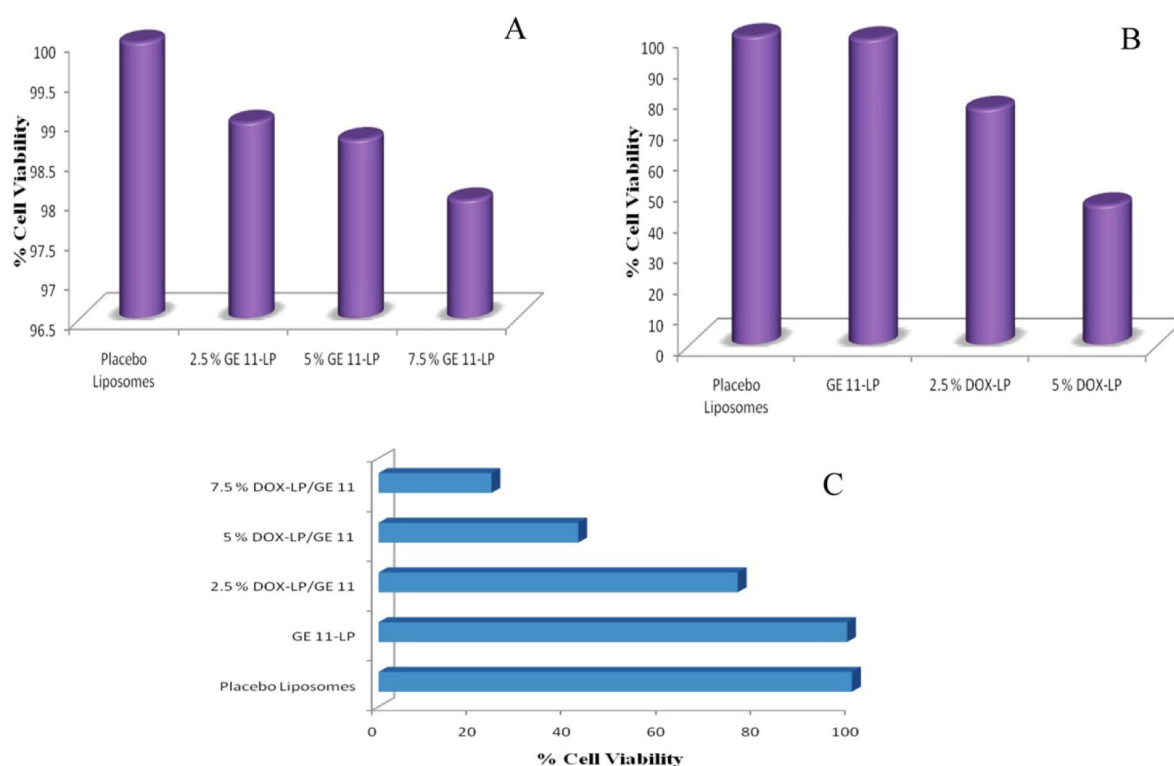 A
% Cell Viability
100
99.5
99
98.5
98
97.5
97
96.5
Placebo
Liposomes
2.5 % GE 11-LP
5 % GE 11-LP
7.5 % GE 11-LP
B
% Cell Viability
100
90
80
70
60
50
40
30
20
10
0
Placebo
Liposomes
GE 11-LP
2.5 % DOX-LP
5 % DOX-LP
C
7.5 % DOX-LP/GE 11
5 % DOX-LP/GE 11
2.5 % DOX-LP/GE 11
GE 11-LP
Placebo Liposomes
0
20
40
60
80
100
% Cell Viability